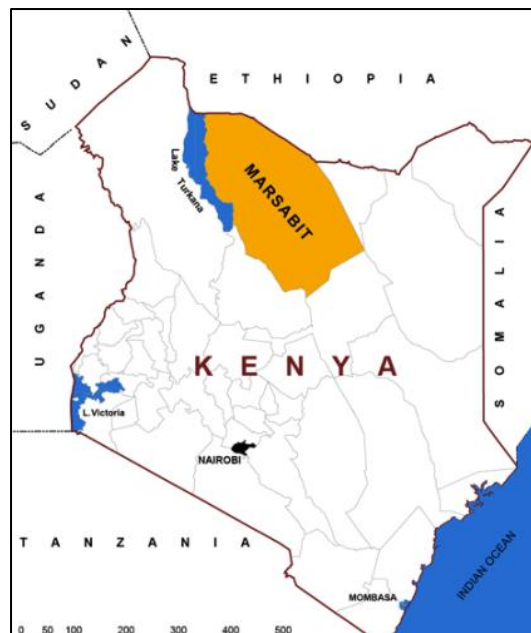 SUDAN
ETHIOPIA
Lake Turkana
MARSABIT
UGANDA
SOMALIA
KENYA
L.Victoria
NAIROBI
TANZANIA
MOMBASA
INDIAN OCEAN
0 50 100 200 300 400 500